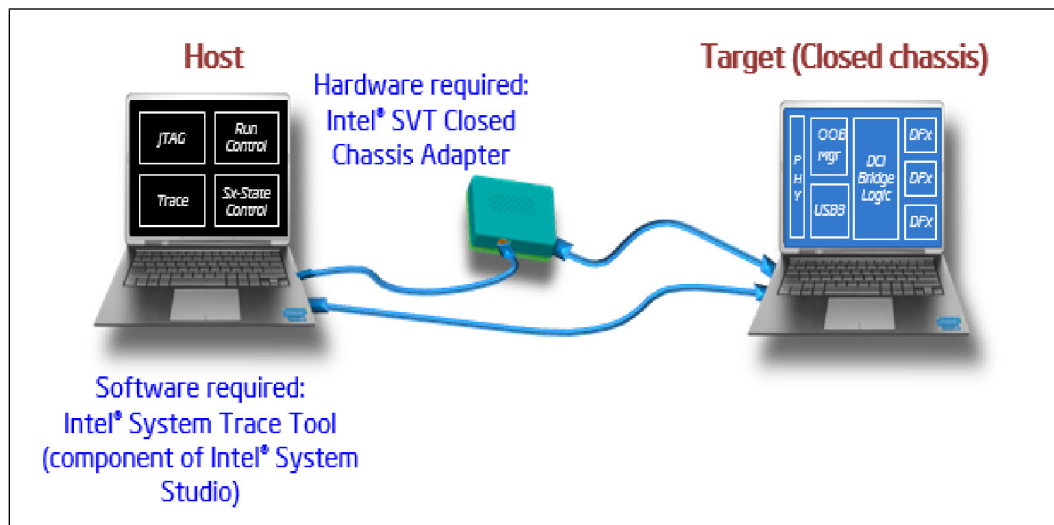 Host
Target (Closed chassis)
Hardware required:
Intel® SVT Closed
Chassis Adapter
JTAG
Run
Control
Trace
Sx-State
Control
P
H
Y
OOB
Mgr
USB3
DCI
Bridge
Logic
DFx
DFx
DFx
Software required:
Intel® System Trace Tool
(component of Intel® System
Studio)